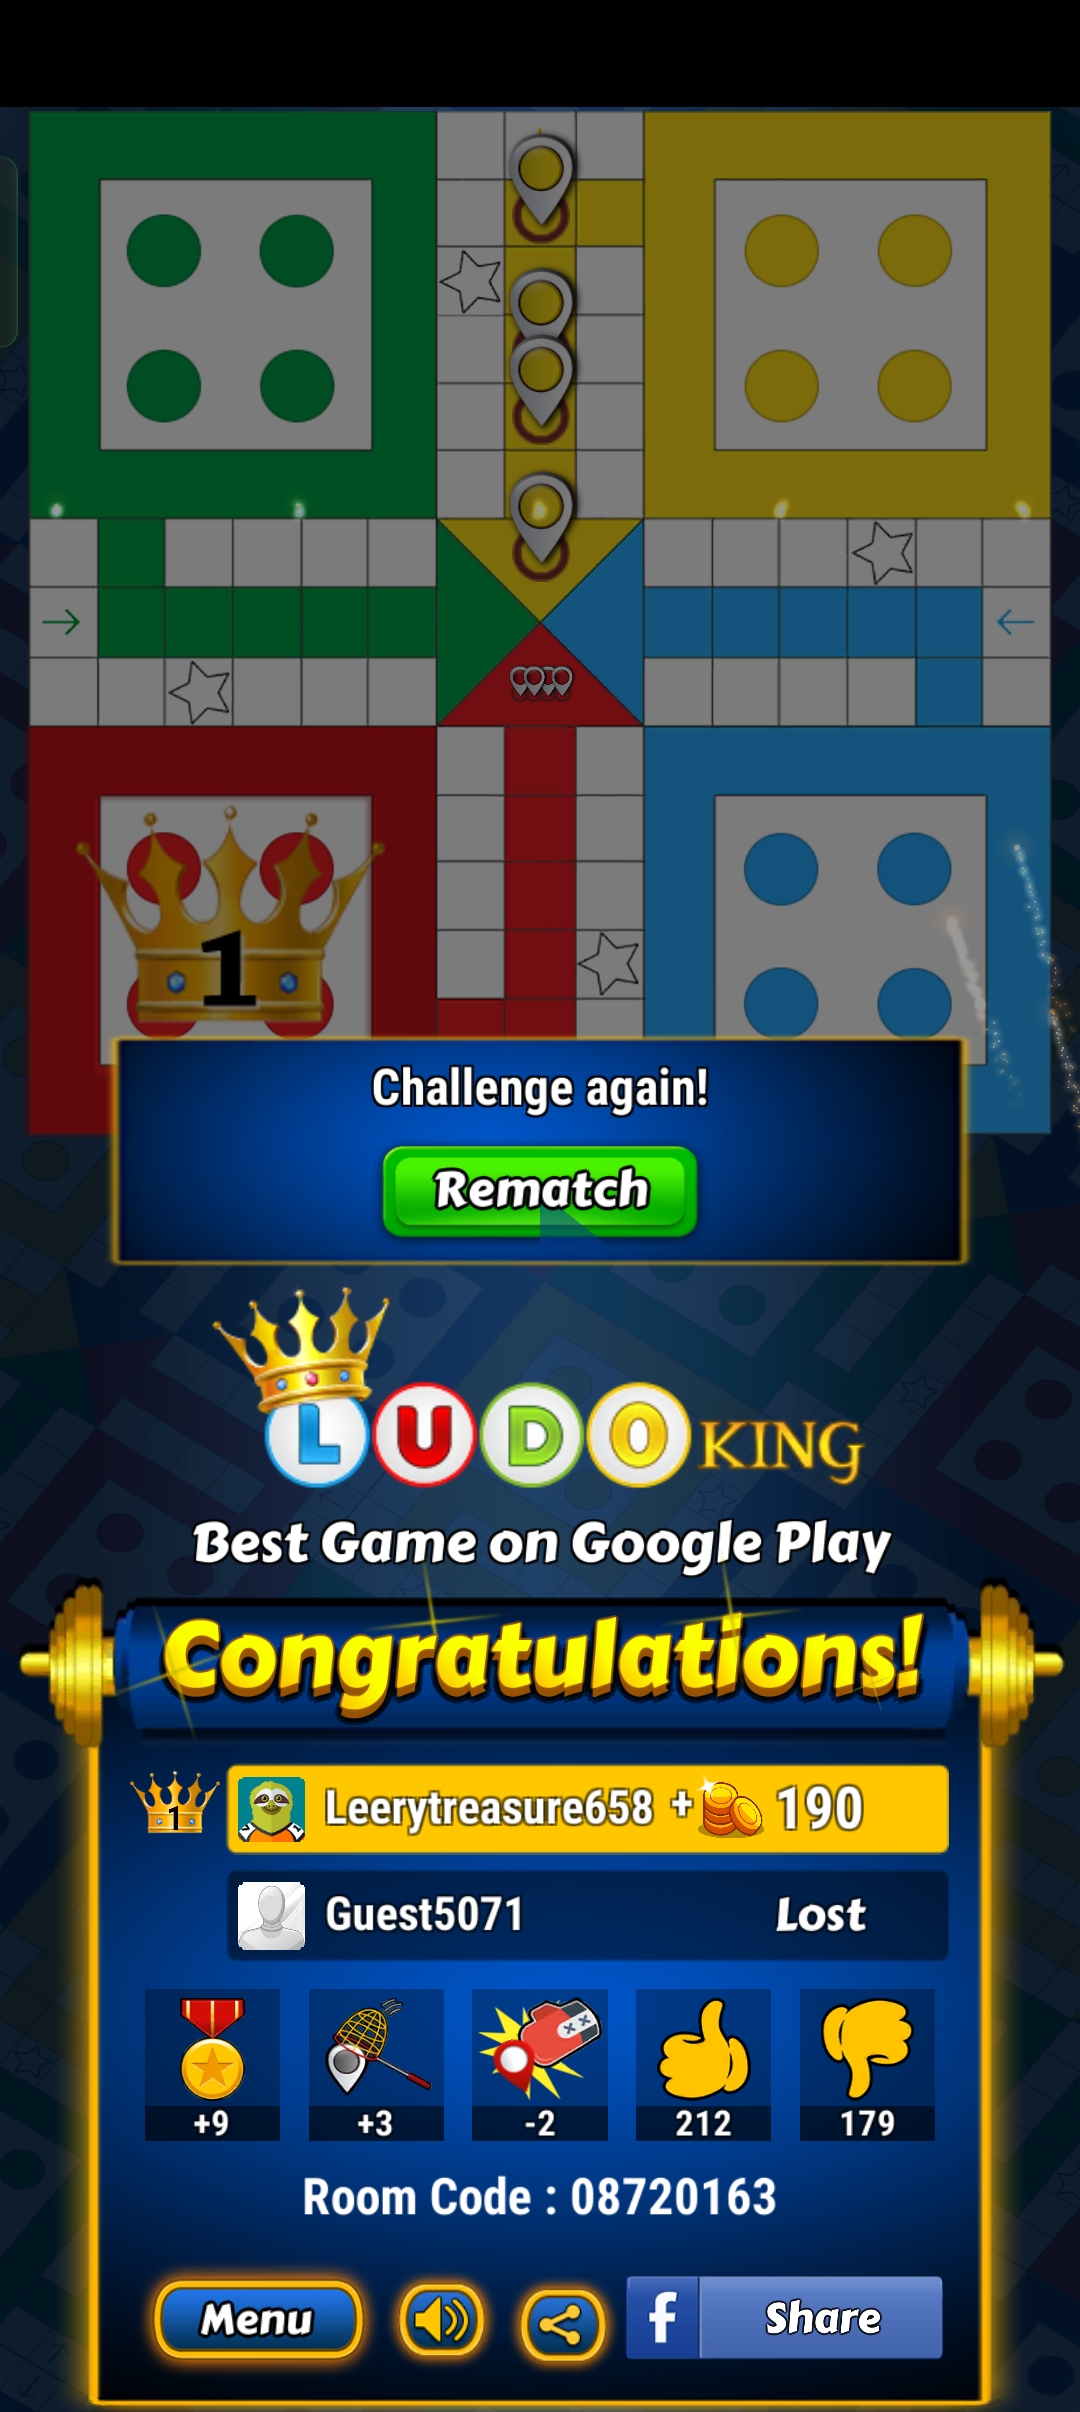 1
Challenge again!
Rematch
LUDO KING
Best Game on Google Play
Congratulations!
1 Leerytreasure658 + 190
Guest5071 Lost
+9 +3 -2 212 179
Room Code : 08720163
Menu f Share